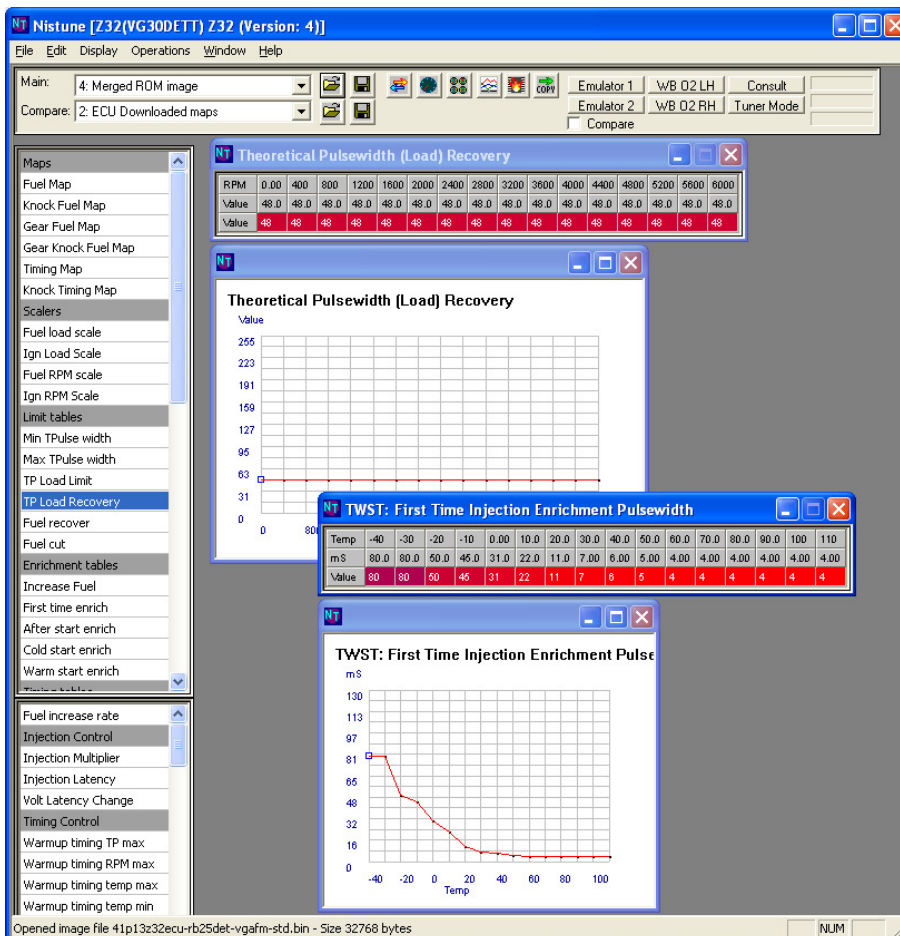 Nistune [Z32(VG30DETT) Z32 (Version: 4)]
File Edit Display Operations Window Help
Main: 4: Merged ROM image
Compare: 2: ECU Downloaded maps
COPY
Emulator 1 WB O2 LH Consult
Emulator 2 WB O2 RH Tuner Mode
Compare
Maps
Fuel Map
Knock Fuel Map
Gear Fuel Map
Gear Knock Fuel Map
Timing Map
Knock Timing Map
Scalers
Fuel load scale
Ign Load Scale
Fuel RPM scale
Ign RPM Scale
Limit tables
Min TPulse width
Max TPulse width
TP Load Limit
TP Load Recovery
Fuel recover
Fuel cut
Enrichment tables
Increase Fuel
First time enrich
After start enrich
Cold start enrich
Warm start enrich
Timing tables
Fuel increase rate
Injection Control
Injection Multiplier
Injection Latency
Volt Latency Change
Timing Control
Warmup timing TP max
Warmup timing RPM max
Warmup timing temp max
Warmup timing temp min
NT Theoretical Pulsewidth (Load) Recovery
RPM 0.00 400 800 1200 1600 2000 2400 2800 3200 3600 4000 4400 4800 5200 5600 6000
Value 48.0 48.0 48.0 48.0 48.0 48.0 48.0 48.0 48.0 48.0 48.0 48.0 48.0 48.0 48.0 48.0
Value 48 48 48 48 48 48 48 48 48 48 48 48 48 48 48 48
NT
Theoretical Pulsewidth (Load) Recovery
Value
255
223
191
159
127
95
63
31
0
0
NT TWST: First Time Injection Enrichment Pulsewidth
Temp -40 -30 -20 -10 0.00 10.0 20.0 30.0 40.0 50.0 60.0 70.0 80.0 90.0 100 110
mS 80.0 80.0 50.0 45.0 31.0 22.0 11.0 7.00 6.00 5.00 4.00 4.00 4.00 4.00 4.00 4.00
Value 80 80 50 45 31 22 11 7 6 5 4 4 4 4 4 4
NT
TWST: First Time Injection Enrichment Pulse
mS
130
113
97
81
65
48
32
16
0
-40 -20 0 20 40 60 80 100
Temp
Opened image file 41p13z32ecu-rb25det-vgafm-std.bin - Size 32768 bytes
NUM